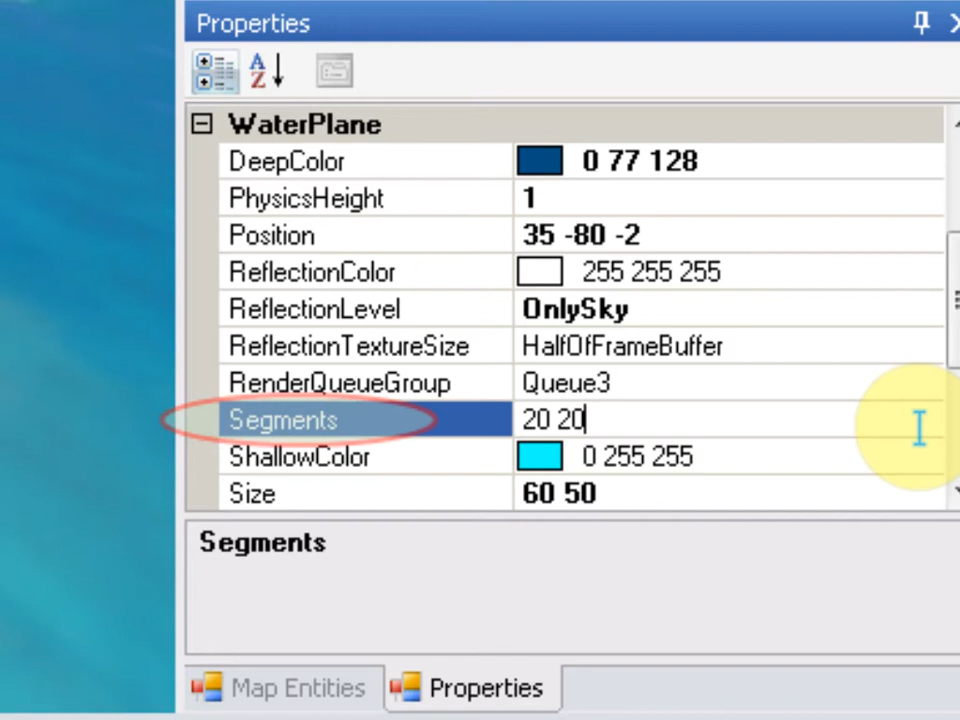 Properties
A
Z
WaterPlane
DeepColor 0 77 128
PhysicsHeight 1
Position 35 -80 -2
ReflectionColor 255 255 255
ReflectionLevel OnlySky
ReflectionTextureSize HalfOfFrameBuffer
RenderQueueGroup Queue3
Segments 20 20
ShallowColor 0 255 255
Size 60 50
Segments
Map Entities Properties